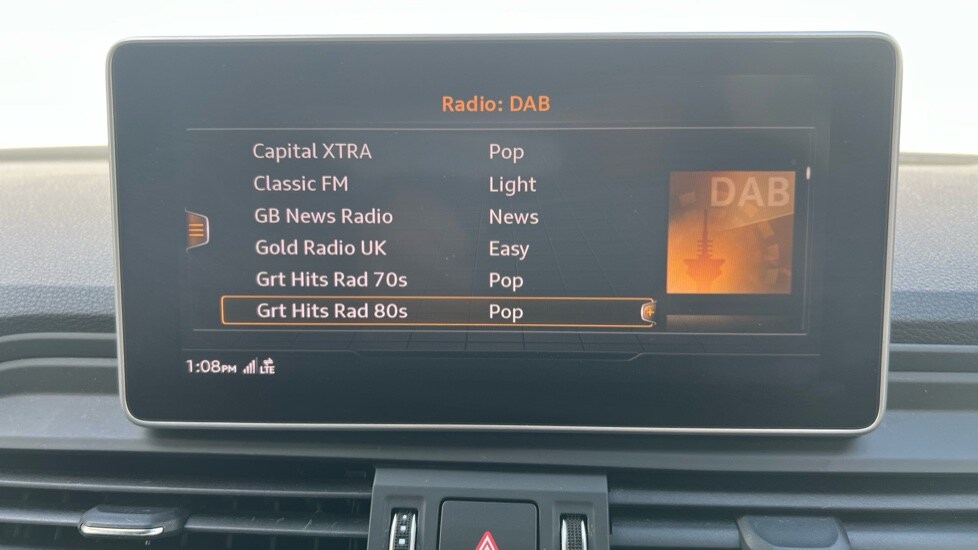 Radio: DAB
Capital XTRA Pop
Classic FM Light
GB News Radio News
Gold Radio UK Easy
Grt Hits Rad 70s Pop
Grt Hits Rad 80s Pop
DAB
1:08PM LTE